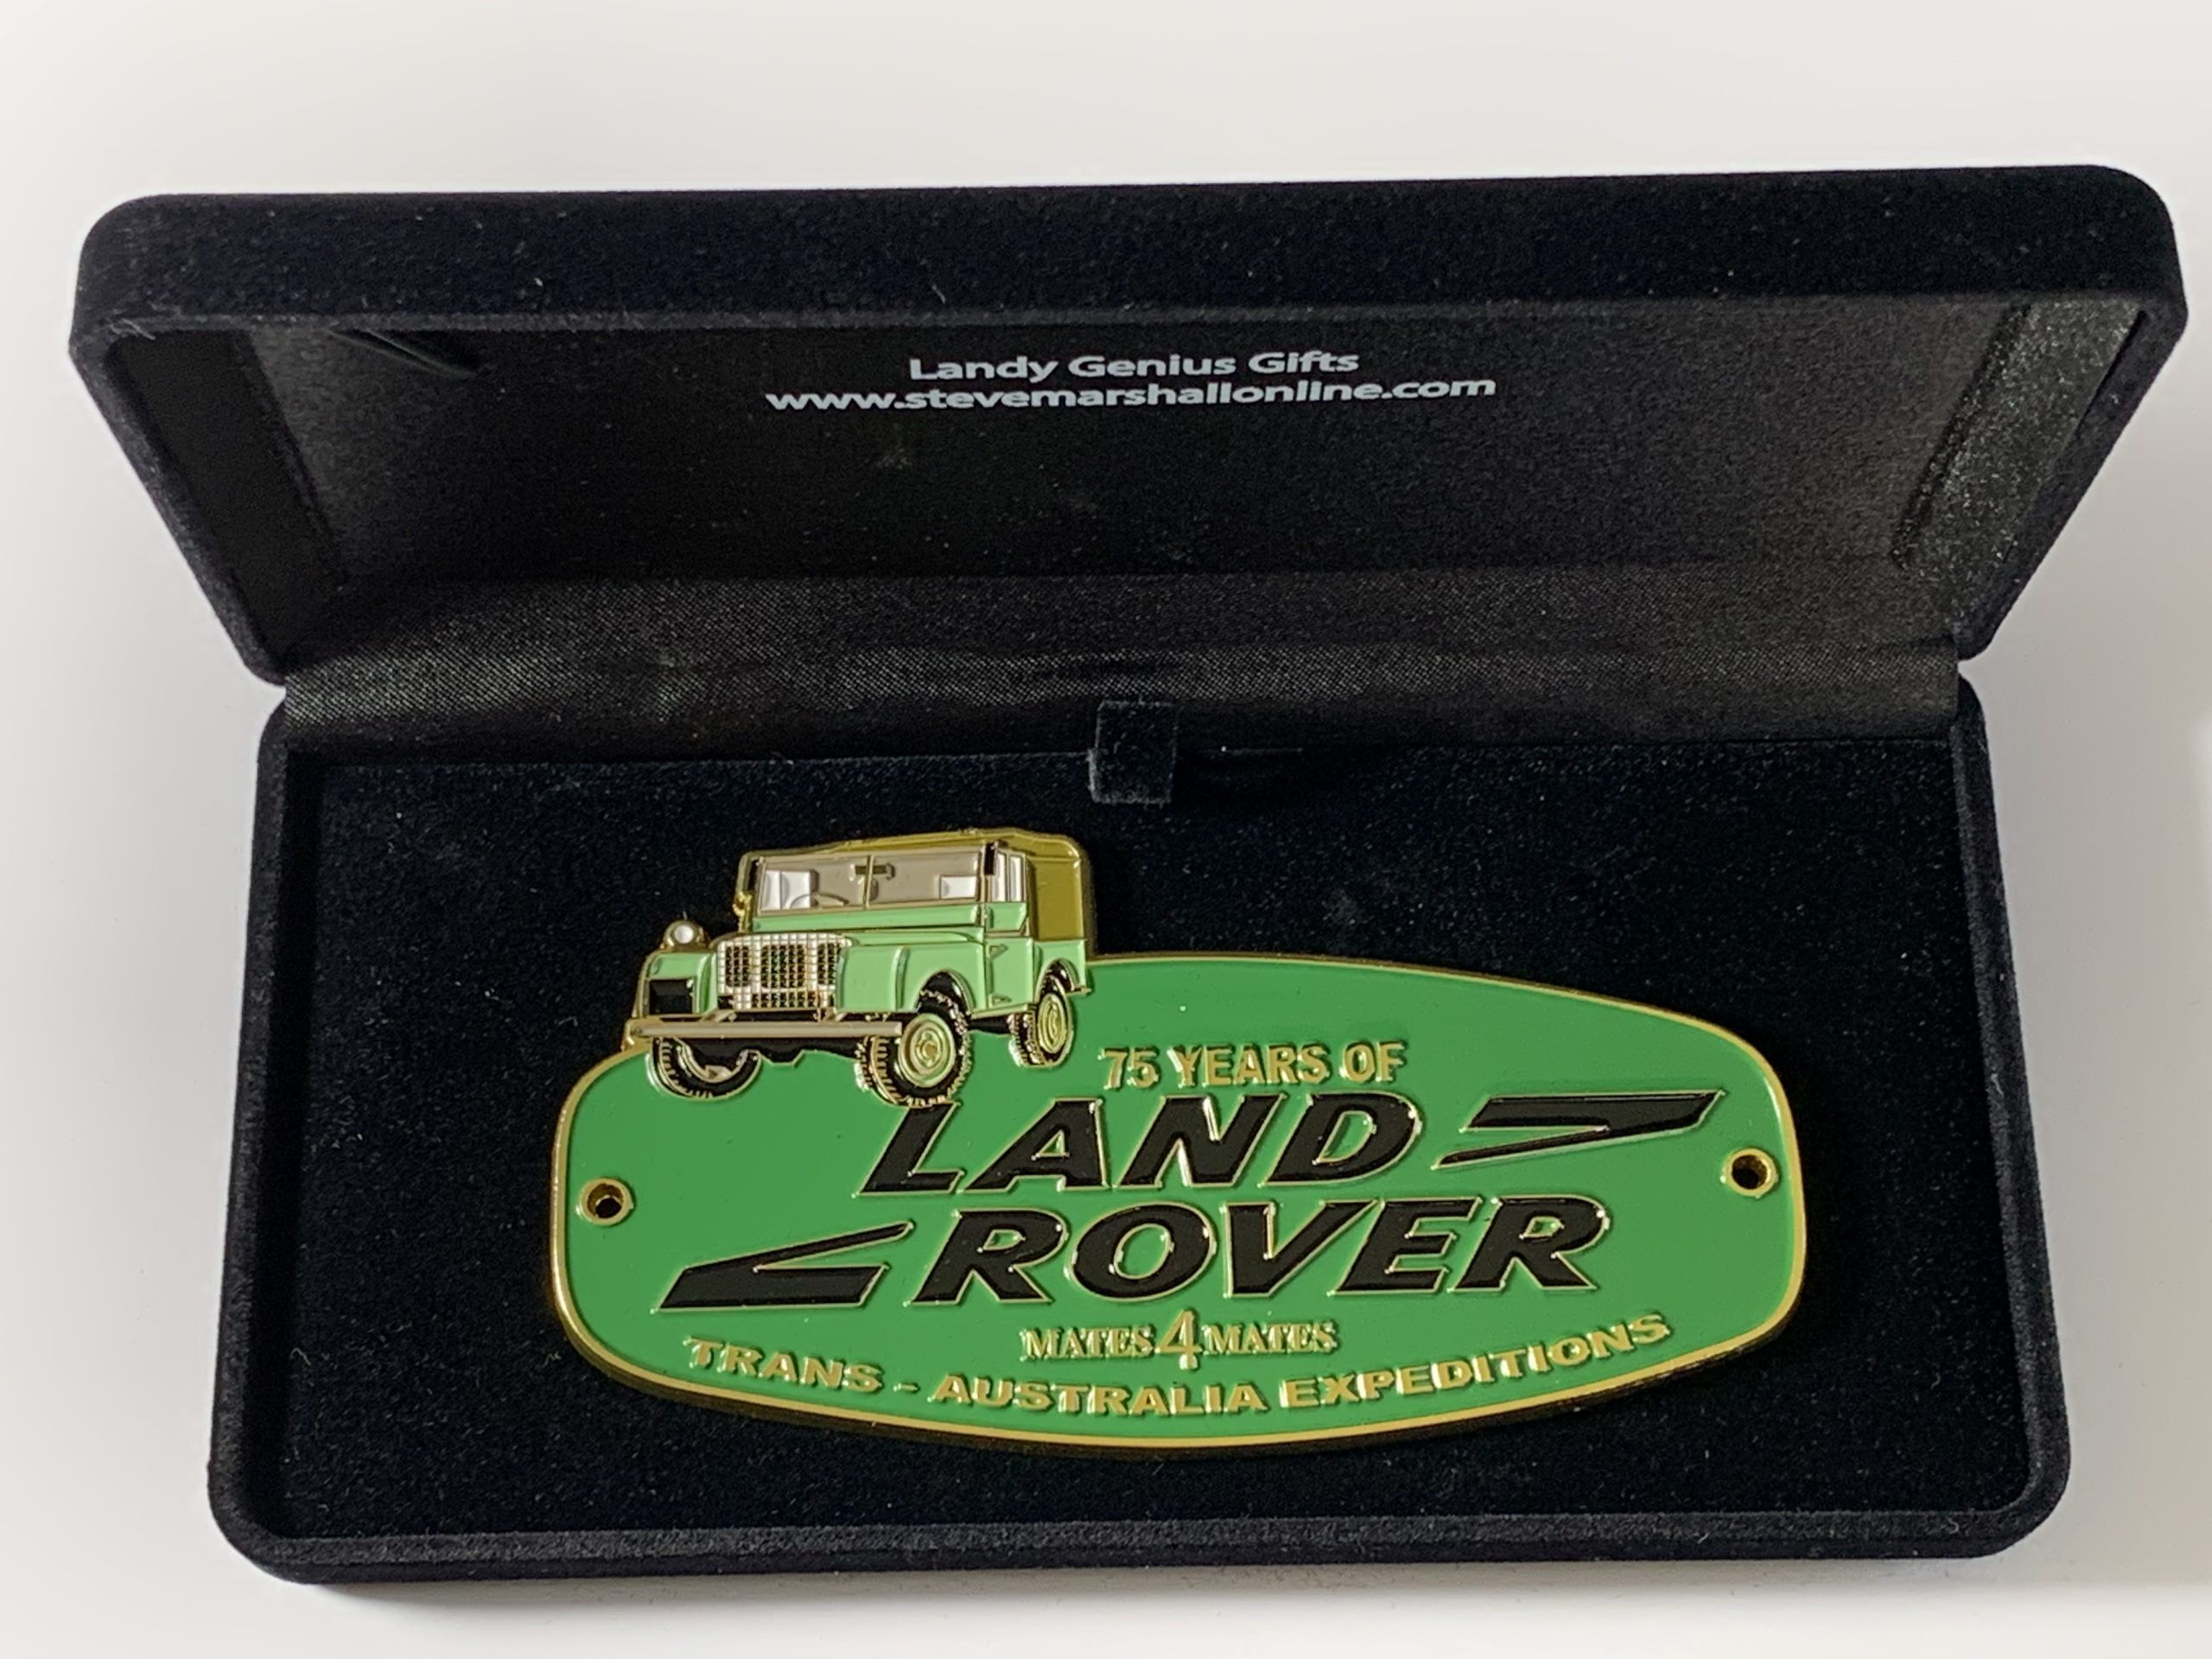 Landy Genius Gifts
www.stevemarshallonline.com
75 YEARS OF
LAND
ROVER
MATES 4 MATES
TRANS - AUSTRALIA EXPEDITIONS